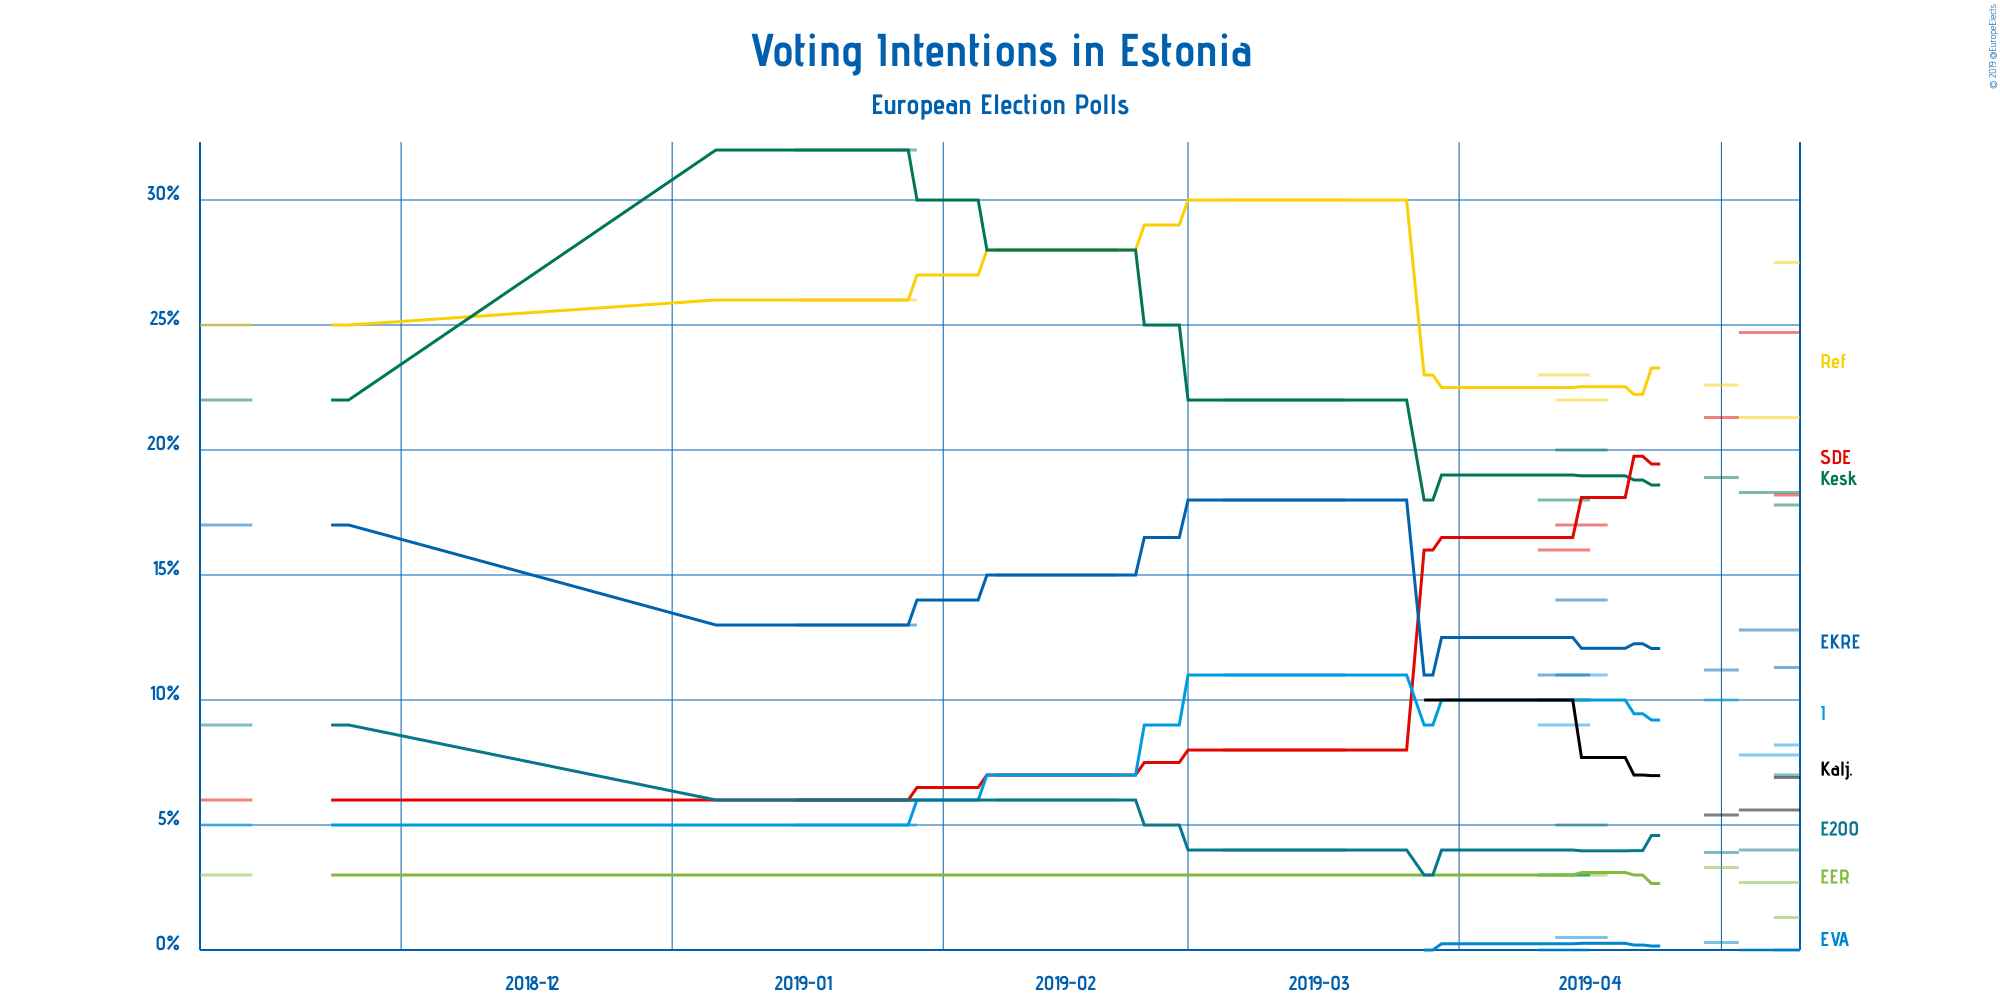 Voting Intentions in Estonia
European Election Polls
© 2019 @EuropeElects
30%
25%
20%
15%
10%
5%
0%
Ref
SDE
Kesk
EKRE
I
Kalj.
E200
EER
EVA
2018-12
2019-01
2019-02
2019-03
2019-04